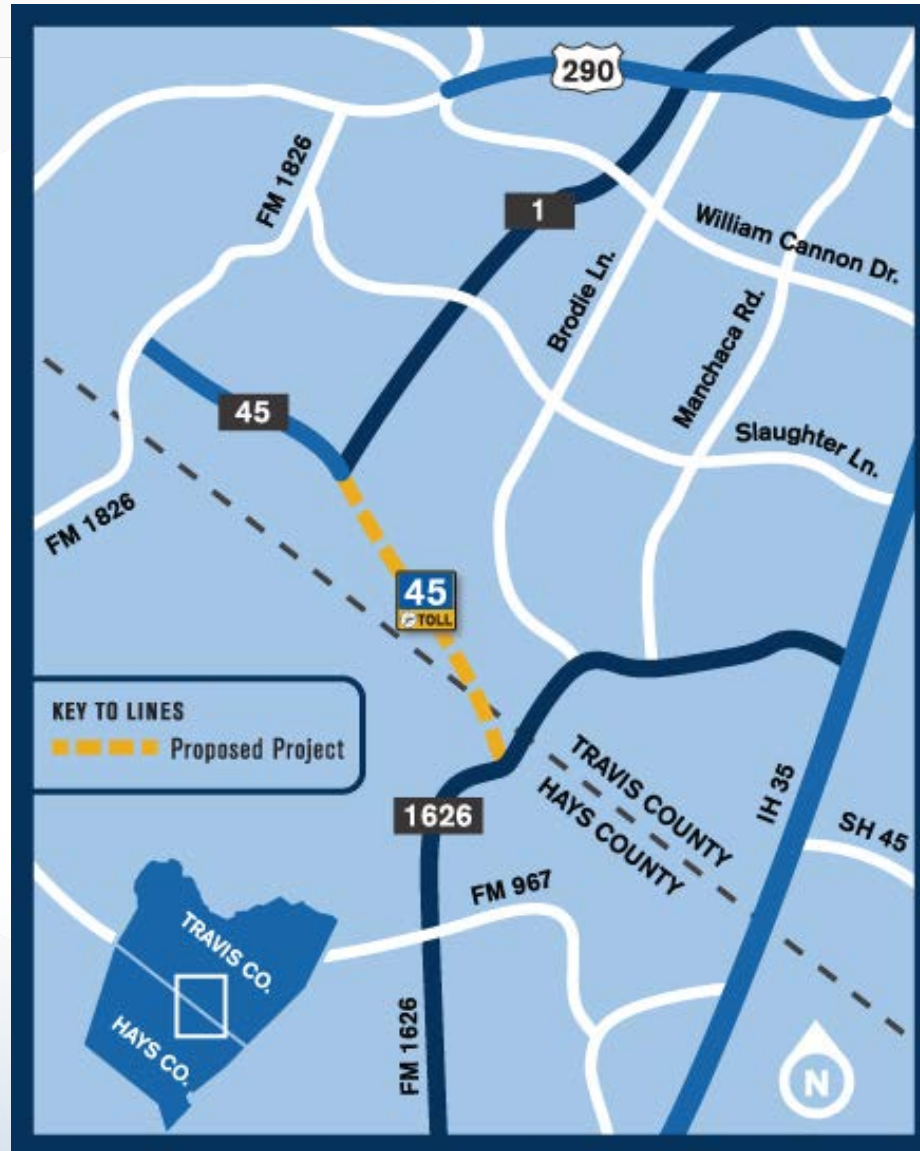 290
FM 1826
1
William Cannon Dr.
Brodie Ln.
Manchaca Rd.
45
Slaughter Ln.
FM 1826
45
TOLL
KEY TO LINES
Proposed Project
TRAVIS COUNTY
HAYS COUNTY
IH 35
1626
SH 45
FM 967
TRAVIS CO.
HAYS CO.
FM 1626
N